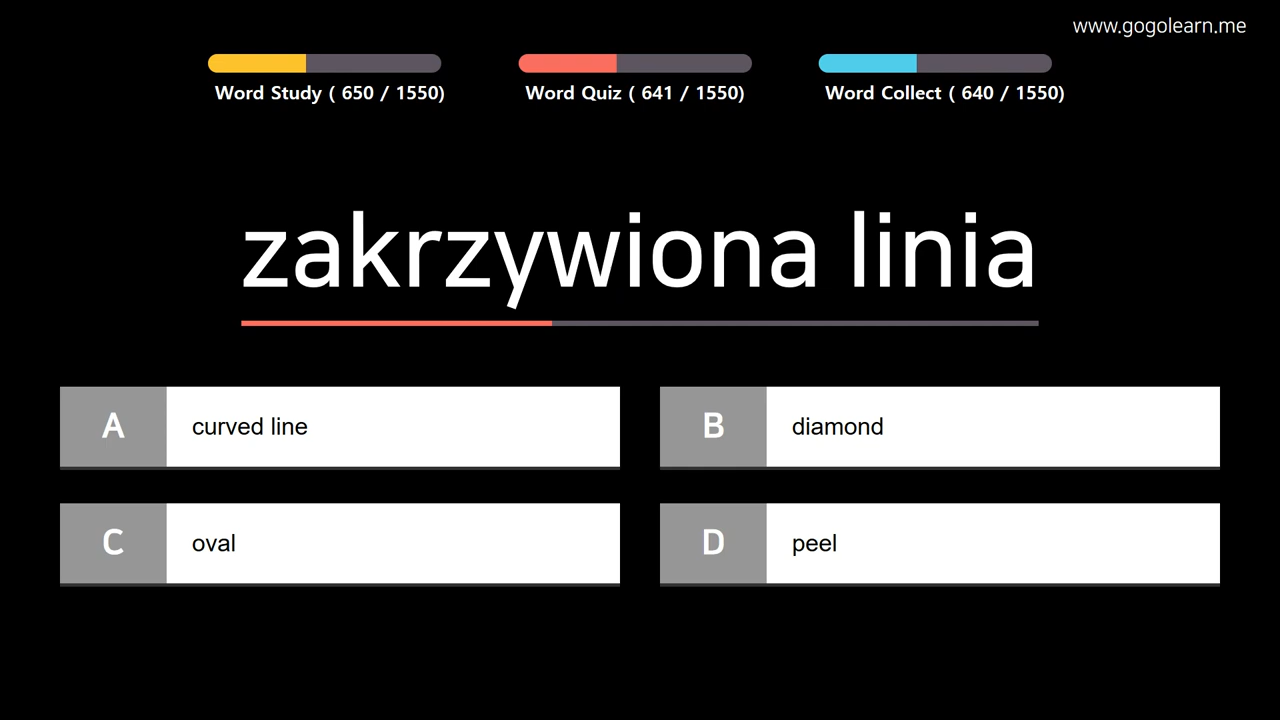 www.gogolearn.me
Word Study ( 650 / 1550)
Word Quiz ( 641 / 1550)
Word Collect ( 640 / 1550)
zakrzywiona linia
A curved line
B diamond
C oval
D peel